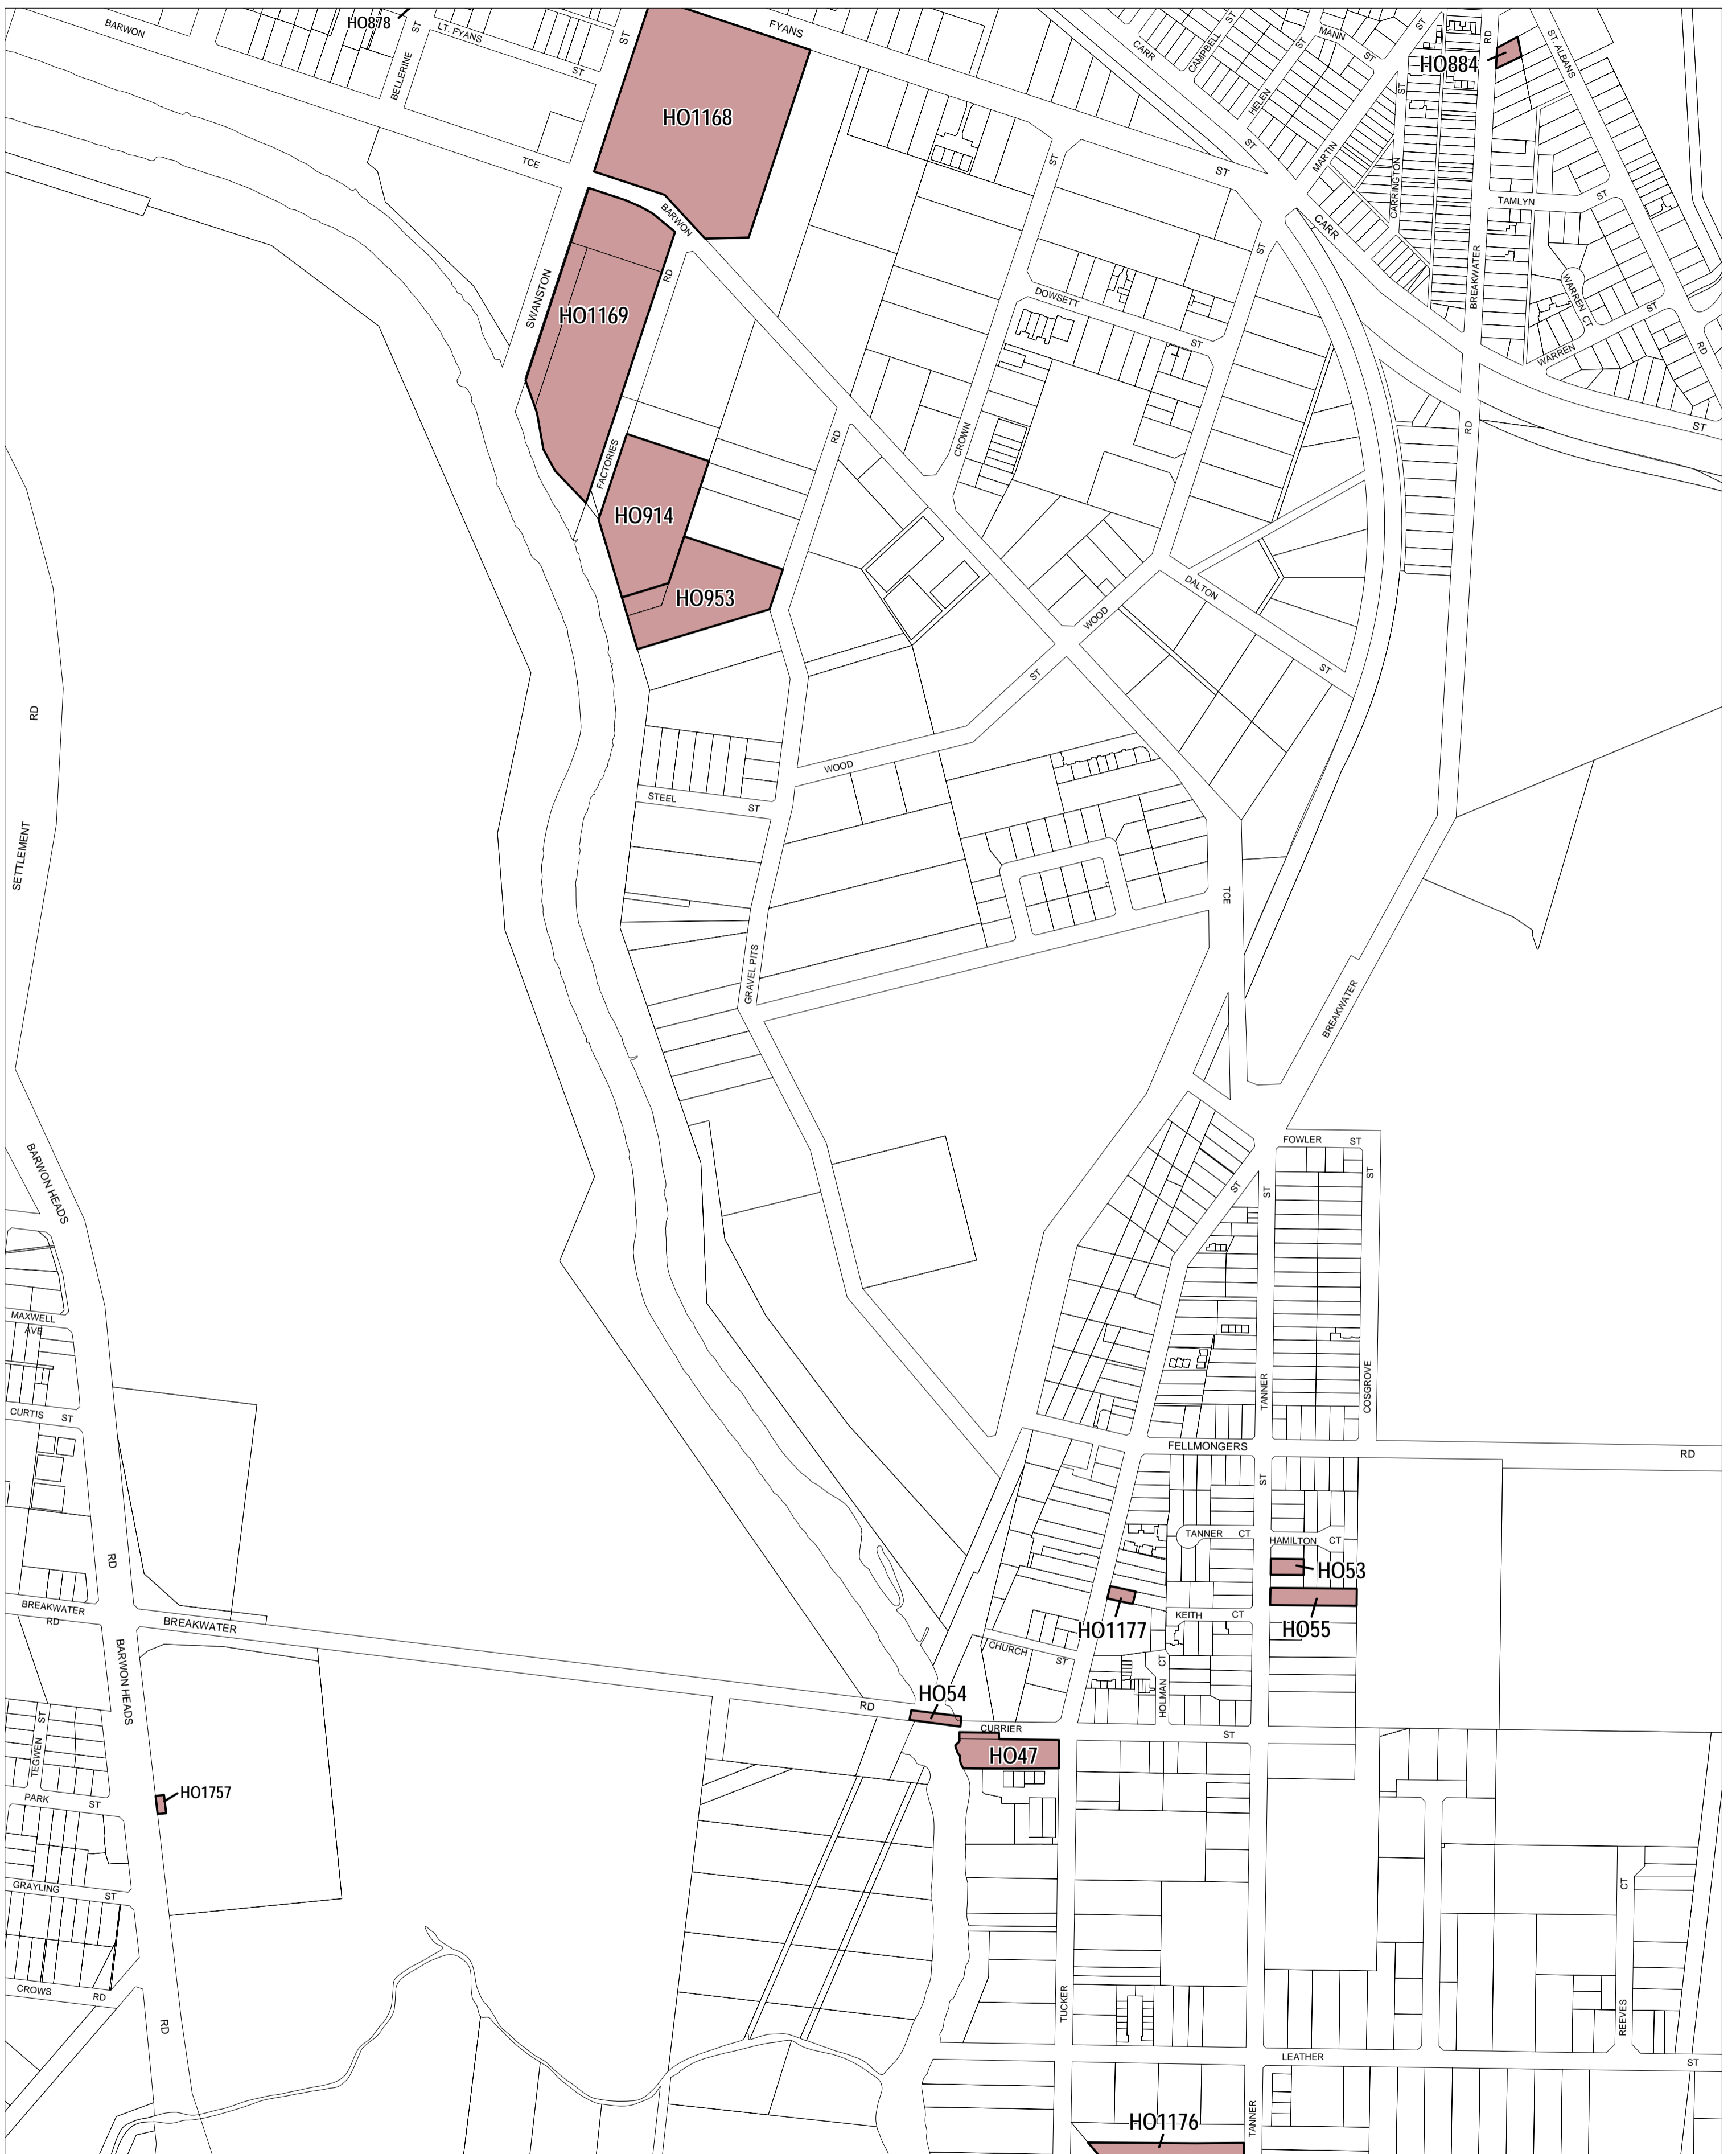 HO878
BARWON
ST
LT. FYANS
ST
BELLERINE
ST
FYANS
CARR
CAMPBELL
ST
MANN
ST
ST
HELEN
ST
ST
MARTIN
ST
CARRINGTON
RD
HO884
ST. ALBANS
TAMLYN
ST
HO1168
TCE
BARWON
ST
ST
CARR
BREAKWATER
WARREN CT
ST
WARREN
RD
SWANSTON
RD
HO1169
DOWSETT
ST
ST
CROWN
RD
RD
ST
FACTORIES
HO914
HO953
DALTON
ST
WOOD
ST
WOOD
STEEL
ST
RD
SETTLEMENT
TCE
GRAVEL PITS
BREAKWATER
FOWLER
ST
ST
ST
ST
BARWON HEADS
MAXWELL
AVE
TANNER
COSGROVE
CURTIS
ST
FELLMONGERS
RD
ST
TANNER
CT
HAMILTON
CT
RD
HO53
HO55
HO1177
KEITH
CT
BREAKWATER
RD
BREAKWATER
BARWON HEADS
CHURCH
ST
CT
HOLMAN
RD
HO54
CURRIER
ST
HO47
ST
TEGWEN
HO1757
PARK
ST
GRAYLING
ST
CT
CROWS
RD
RD
TUCKER
REEVES
LEATHER
ST
HO1176
TANNER